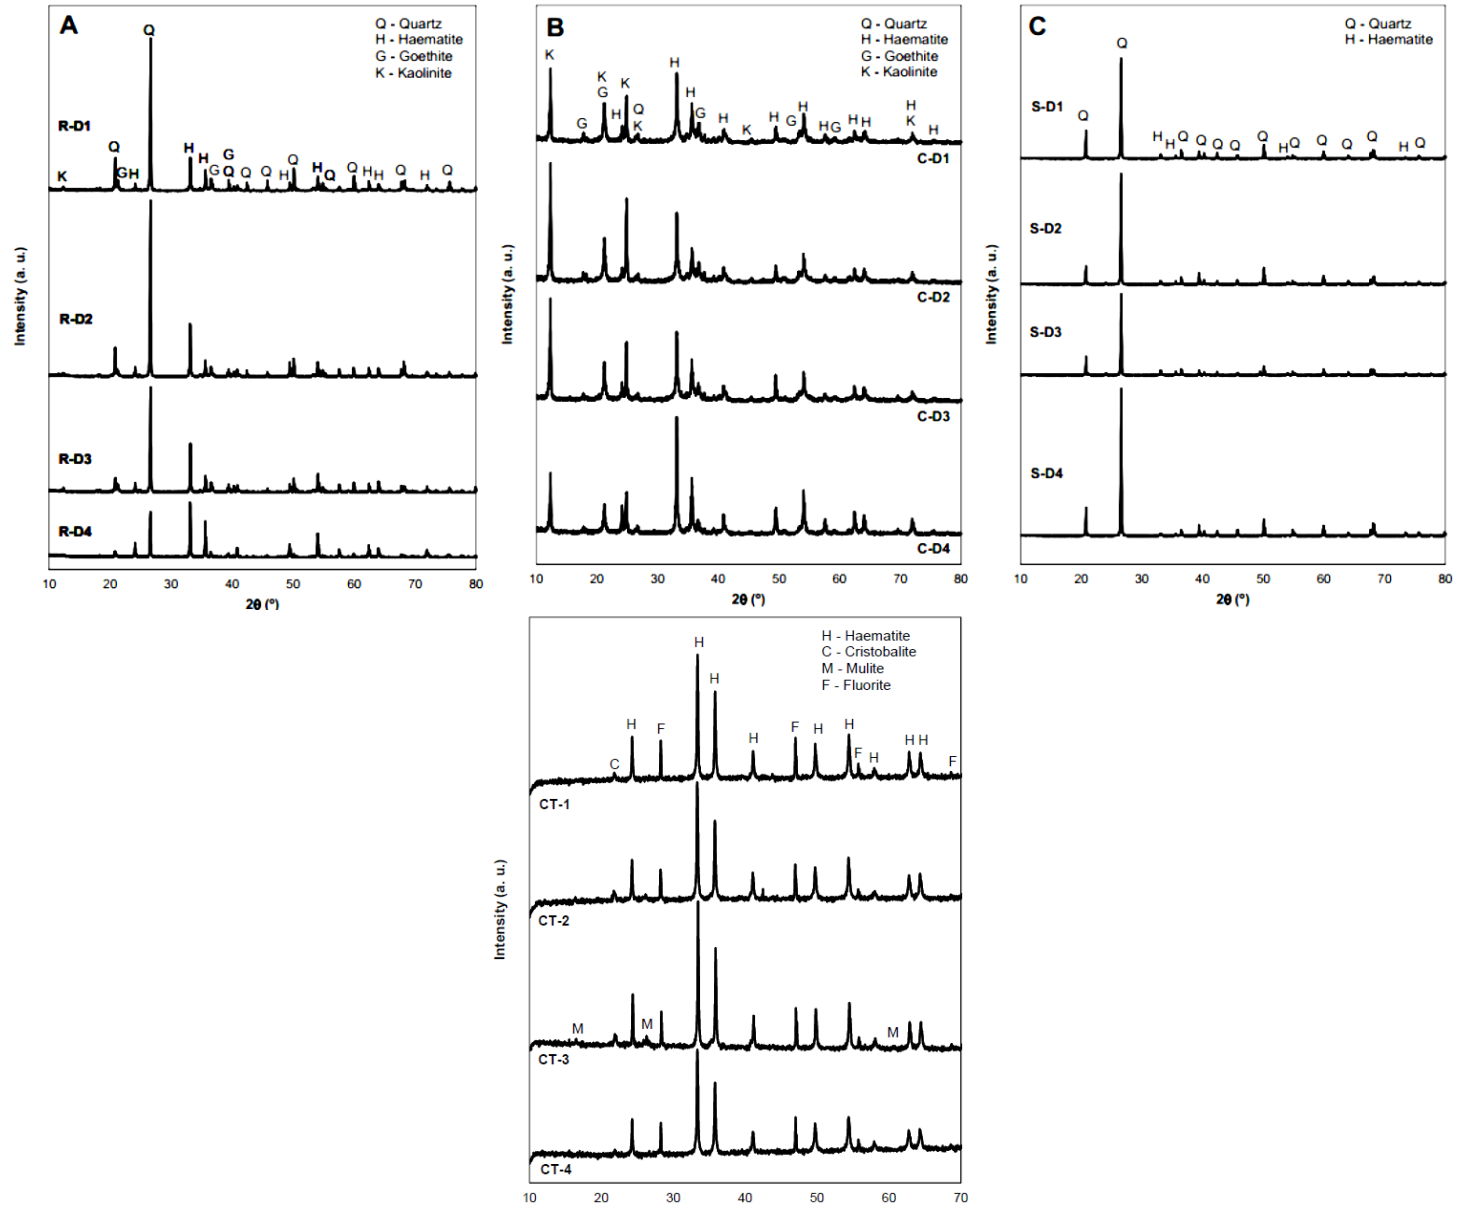 A
Q - Quartz
H - Haematite
G - Goethite
K - Kaolinite
Q
R-D1
Q
H
H
G
G
Q
Q
Q
H
Q
H
Q
Q
H
H
Q
H
Q
K
G
H
R-D2
R-D3
R-D4
Intensity (a. u.)
10 20 30 40 50 60 70 80
2θ (º)
B
Q - Quartz
H - Haematite
G - Goethite
K - Kaolinite
K
G
K
G
H
K
Q
K
H
H
G
H
K
H
G
H
H
G
H
H
H
K
H
C-D1
C-D2
C-D3
C-D4
Intensity (a. u.)
10 20 30 40 50 60 70 80
2θ (º)
C
Q - Quartz
H - Haematite
Q
S-D1
Q
H
H
Q
Q
Q
Q
Q
H
Q
Q
Q
Q
H
Q
S-D2
S-D3
S-D4
Intensity (a. u.)
10 20 30 40 50 60 70 80
2θ (º)
H - Haematite
C - Cristobalite
M - Mulite
F - Fluorite
C
H
F
H
H
H
F
H
H
F
H
H H
F
CT-1
CT-2
M
M
M
CT-3
CT-4
Intensity (a. u.)
10 20 30 40 50 60 70